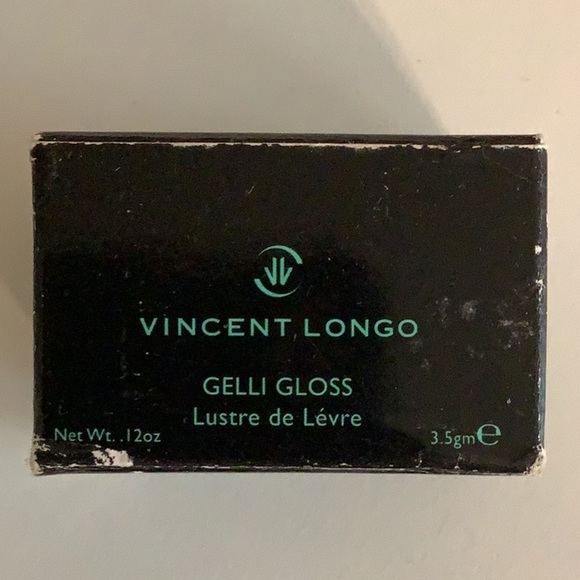 VINCENT LONGO
GELLI GLOSS
Lustre de Lévre
Net Wt. .12oz 3.5gm℮